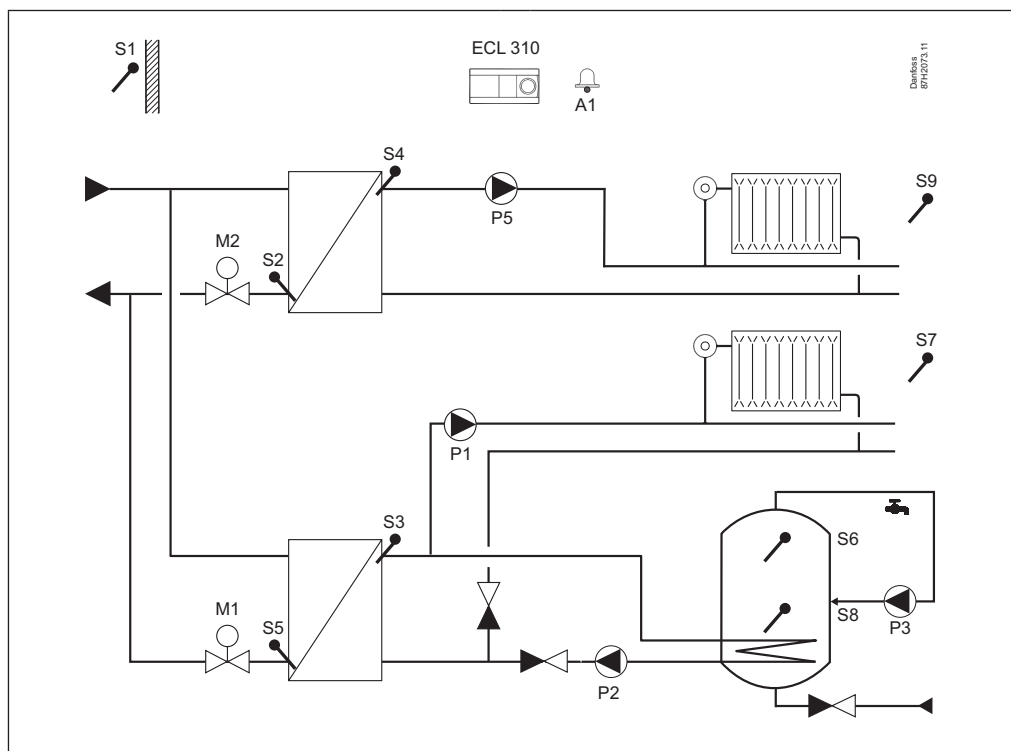 S1
ECL 310
A1
Danfoss
87H2073.11
S4
P5
S9
M2
S2
S7
P1
S3
S6
M1
S5
S8
P3
P2